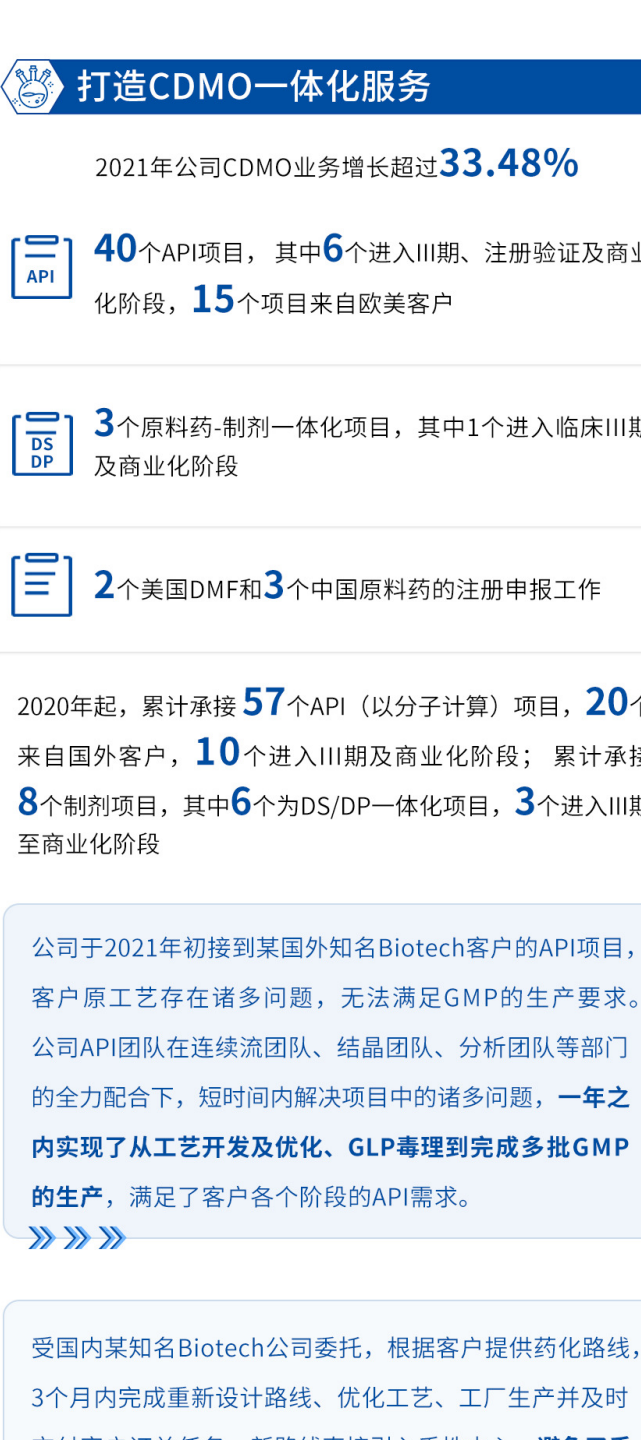 打造CDMO一体化服务
2021年公司CDMO业务增长超过33.48%
40个API项目，其中6个进入III期、注册验证及商业
API
化阶段，15个项目来自欧美客户
3个原料药-制剂一体化项目，其中1个进入临床III期
DS
DP
及商业化阶段
2个美国DMF和3个中国原料药的注册申报工作
2020年起，累计承接57个API（以分子计算）项目，20个
来自国外客户，10个进入III期及商业化阶段；累计承接
8个制剂项目，其中6个为DS/DP一体化项目，3个进入III期
至商业化阶段
公司于2021年初接到某国外知名Biotech客户的API项目，
客户原工艺存在诸多问题，无法满足GMP的生产要求。
公司API团队在连续流团队、结晶团队、分析团队等部门
的全力配合下，短时间内解决项目中的诸多问题，一年之
内实现了从工艺开发及优化、GLP毒理到完成多批GMP
的生产，满足了客户各个阶段的API需求。
受国内某知名Biotech公司委托，根据客户提供药化路线，
3个月内完成重新设计路线、优化工艺、工厂生产并及时